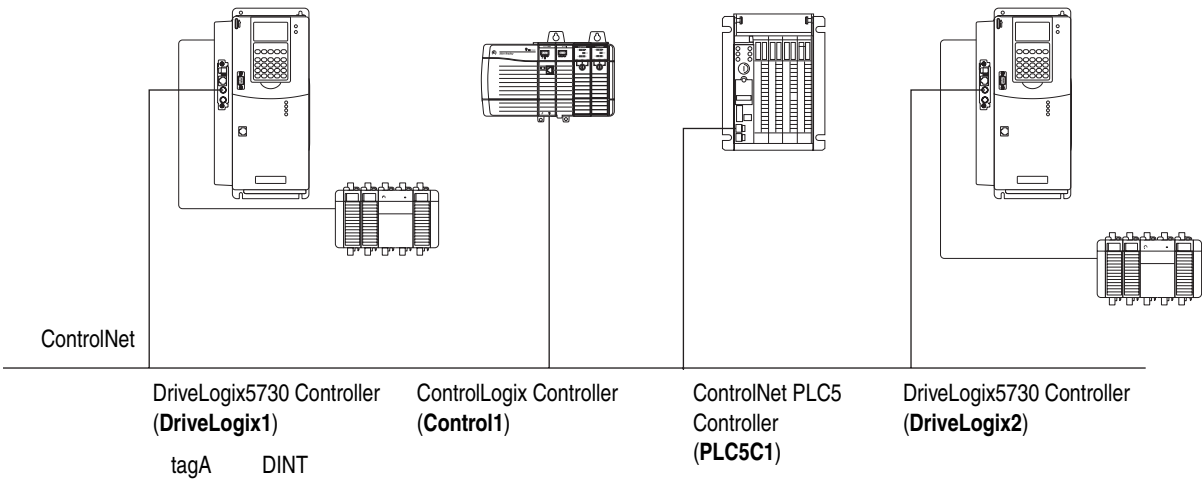 ControlNet
DriveLogix5730 Controller
(DriveLogix1)
tagA DINT
ControlLogix Controller
(Control1)
ControlNet PLC5
Controller
(PLC5C1)
DriveLogix5730 Controller
(DriveLogix2)